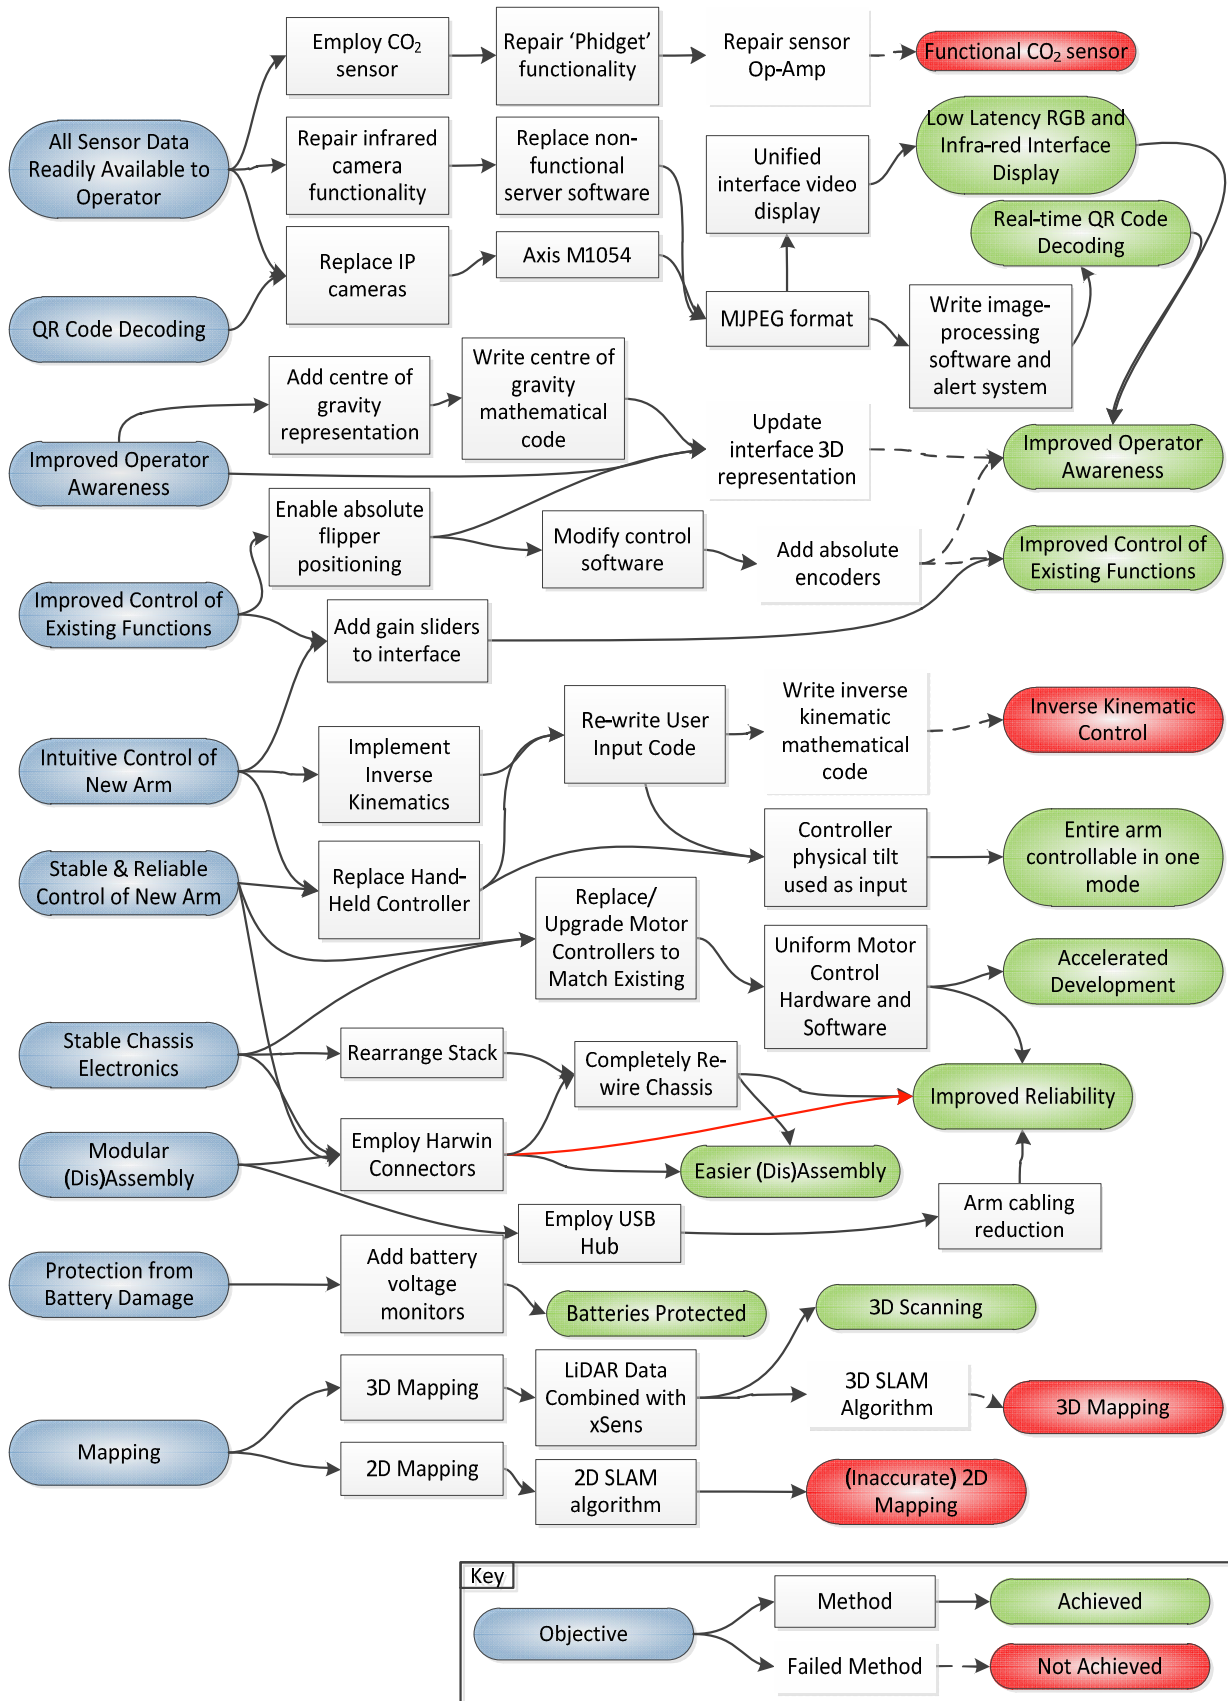 Employ CO₂
sensor
Repair ‘Phidget’
functionality
Repair sensor
Op-Amp
Functional CO₂ sensor
All Sensor Data
Readily Available to
Operator
Repair infrared
camera
functionality
Replace non-
functional
server software
Unified
interface video
display
Low Latency RGB and
Infra-red Interface
Display
Real-time QR Code
Decoding
Replace IP
cameras
Axis M1054
QR Code Decoding
MJPEG format
Write image-
processing
software and
alert system
Add centre of
gravity
representation
Write centre of
gravity
mathematical
code
Update
interface 3D
representation
Improved Operator
Awareness
Improved Operator
Awareness
Enable absolute
flipper
positioning
Modify control
software
Add absolute
encoders
Improved Control of
Existing Functions
Improved Control of
Existing Functions
Add gain sliders
to interface
Re-write User
Input Code
Write inverse
kinematic
mathematical
code
Inverse Kinematic
Control
Intuitive Control of
New Arm
Implement
Inverse
Kinematics
Controller
physical tilt
used as input
Entire arm
controllable in one
mode
Stable & Reliable
Control of New Arm
Replace Hand-
Held Controller
Replace/
Upgrade Motor
Controllers to
Match Existing
Uniform Motor
Control
Hardware and
Software
Accelerated
Development
Stable Chassis
Electronics
Rearrange Stack
Completely Re-
wire Chassis
Improved Reliability
Modular
(Dis)Assembly
Employ Harwin
Connectors
Easier (Dis)Assembly
Employ USB
Hub
Arm cabling
reduction
Protection from
Battery Damage
Add battery
voltage
monitors
Batteries Protected
3D Scanning
Mapping
3D Mapping
LiDAR Data
Combined with
xSens
3D SLAM
Algorithm
3D Mapping
2D Mapping
2D SLAM
algorithm
(Inaccurate) 2D
Mapping
Key
Objective
Method
Achieved
Failed Method
Not Achieved